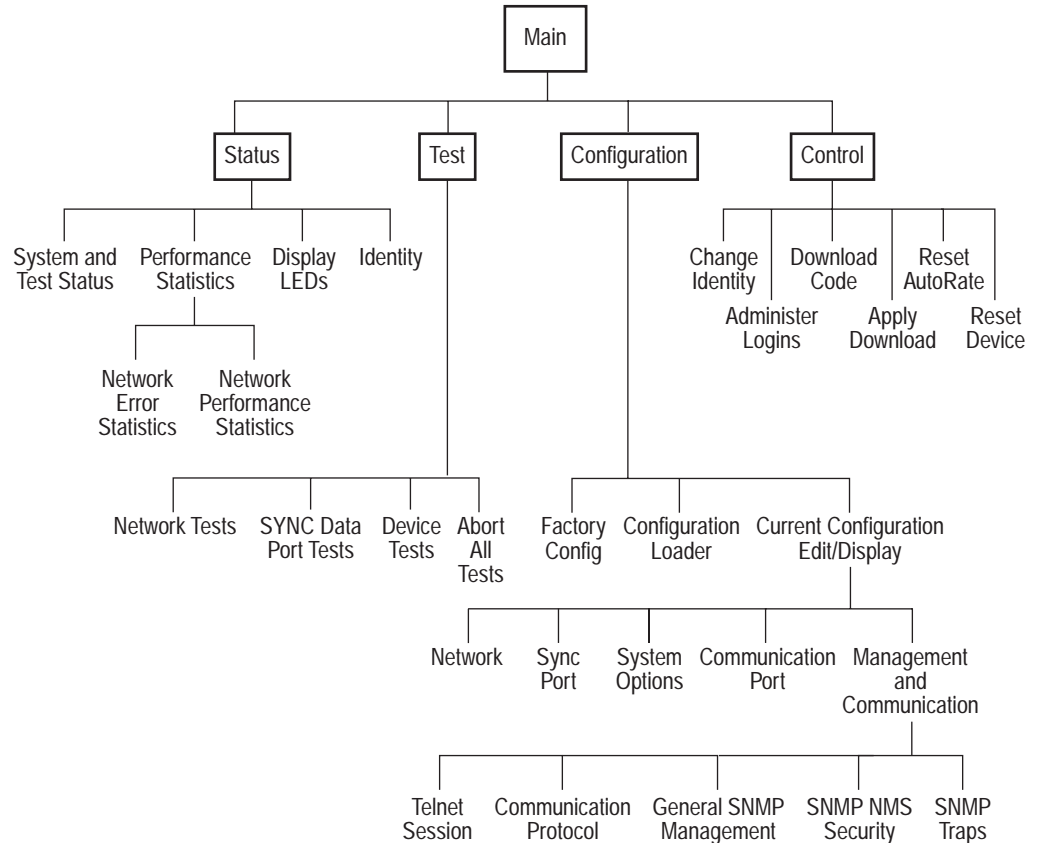 Main
Status
Test
Configuration
Control
System and
Test Status
Performance
Statistics
Display
LEDs
Identity
Change
Identity
Administer
Logins
Download
Code
Apply
Download
Reset
AutoRate
Reset
Device
Network
Error
Statistics
Network
Performance
Statistics
Network Tests
SYNC Data
Port Tests
Device
Tests
Abort
All
Tests
Factory
Config
Configuration
Loader
Current Configuration
Edit/Display
Network
Sync
Port
System
Options
Communication
Port
Management
and
Communication
Telnet
Session
Communication
Protocol
General SNMP
Management
SNMP NMS
Security
SNMP
Traps